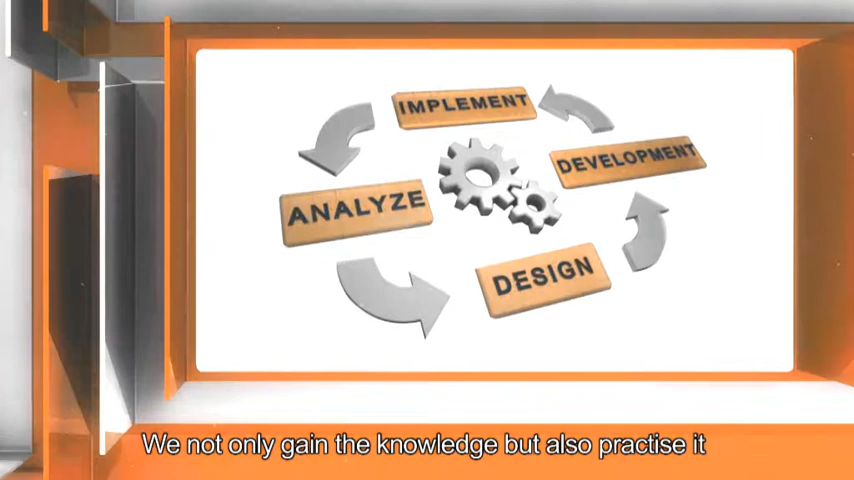 IMPLEMENT
DEVELOPMENT
ANALYZE
DESIGN
We not only gain the knowledge but also practise it